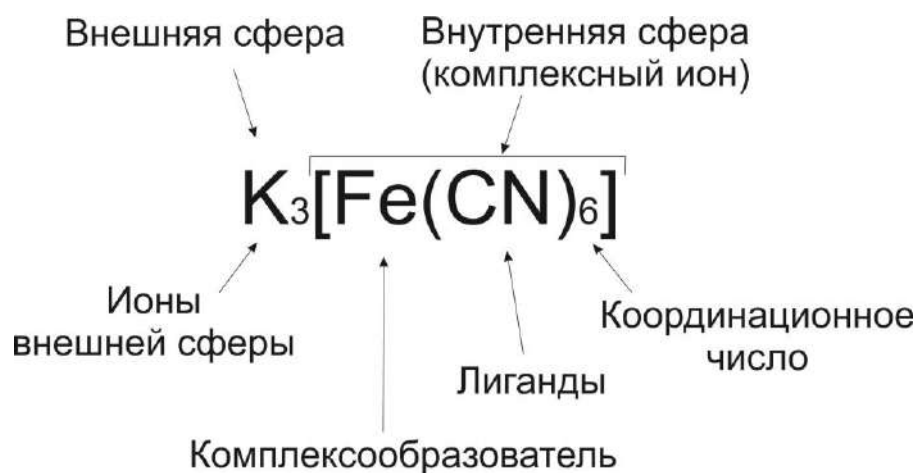 Внешняя сфера
Внутренняя сфера
(комплексный ион)
K3[Fe(CN)6]
Ионы
внешней сферы
Координационное
число
Лиганды
Комплексообразователь